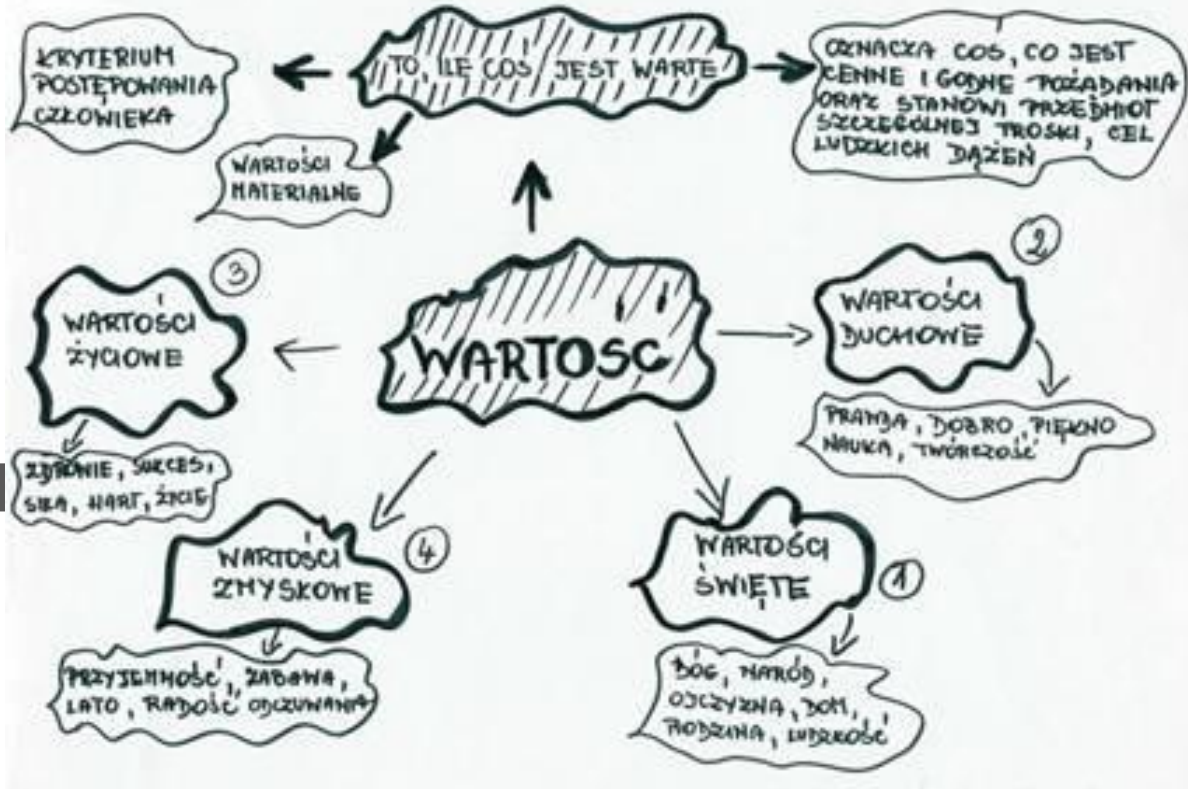 KRYTERIUM
POSTĘPOWANIA
CZŁOWIEKA
TO, ILE COŚ JEST WARTE
OZNACZA COŚ, CO JEST
CENNE I GODNE POŻĄDANIA
ORAZ STANOWI PRZEDMIOT
SZCZEGÓLNEJ TROSKI, CEL
LUDZKICH DĄŻEŃ
WARTOŚCI
MATERIALNE
WARTOŚĆ
2
WARTOŚCI
DUCHOWE
PRAWDA, DOBRO, PIĘKNO
NAUKA, TWÓRCZOŚĆ
3
WARTOŚCI
ŻYCIOWE
ZDROWIE, SUKCES,
SIŁA, HART, ŻYCIE
4
WARTOŚCI
ZMYSŁOWE
PRZYJEMNOŚĆ, ZABAWA,
LATO, RADOŚĆ ODCZUWANIA
1
WARTOŚCI
ŚWIĘTE
BÓG, NARÓD,
OJCZYZNA, DOM,
RODZINA, LUDZKOŚĆ